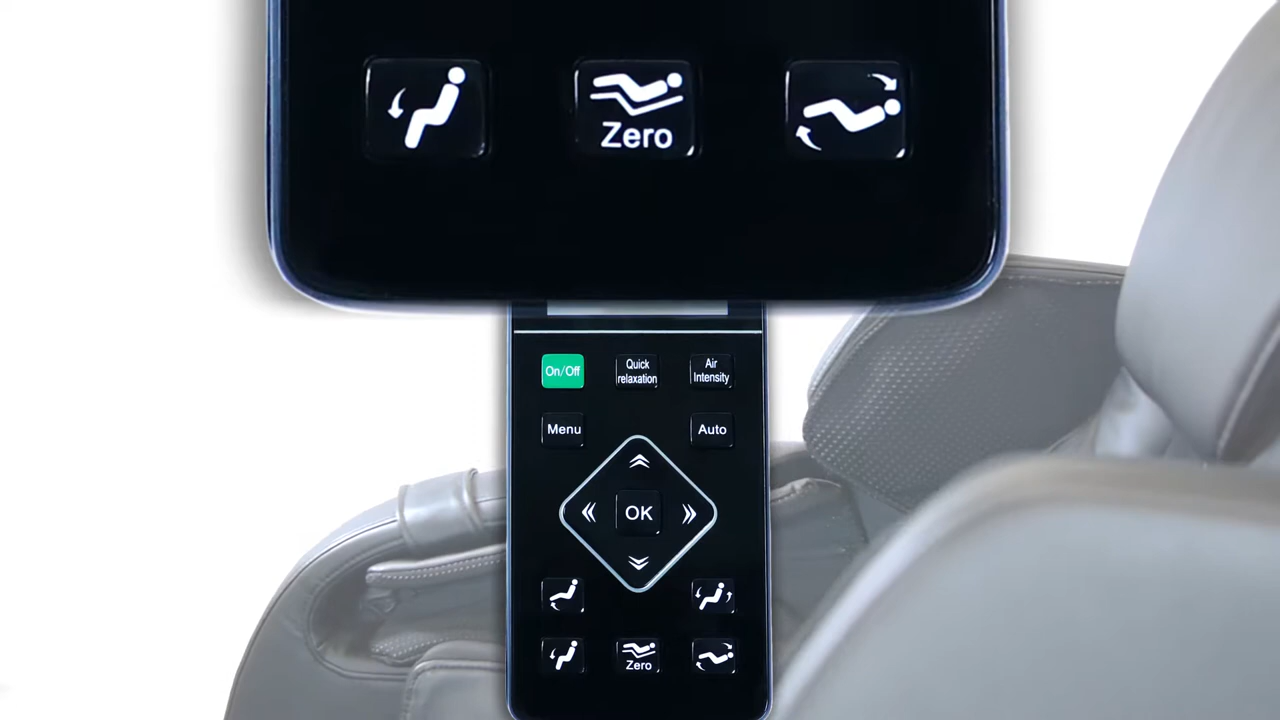 Zero
On/Off
Quick
relaxation
Air
Intensity
Menu
Auto
OK
Zero